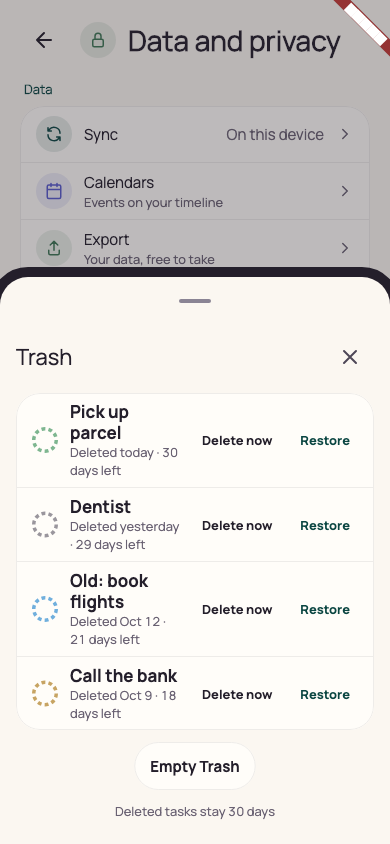 Data and privacy
Data
Sync
On this device
Calendars
Events on your timeline
Export
Your data, free to take
Trash
Pick up
parcel
Deleted today · 30
days left
Delete now
Restore
Dentist
Deleted yesterday
· 29 days left
Delete now
Restore
Old: book
flights
Deleted Oct 12 ·
21 days left
Delete now
Restore
Call the bank
Deleted Oct 9 · 18
days left
Delete now
Restore
Empty Trash
Deleted tasks stay 30 days